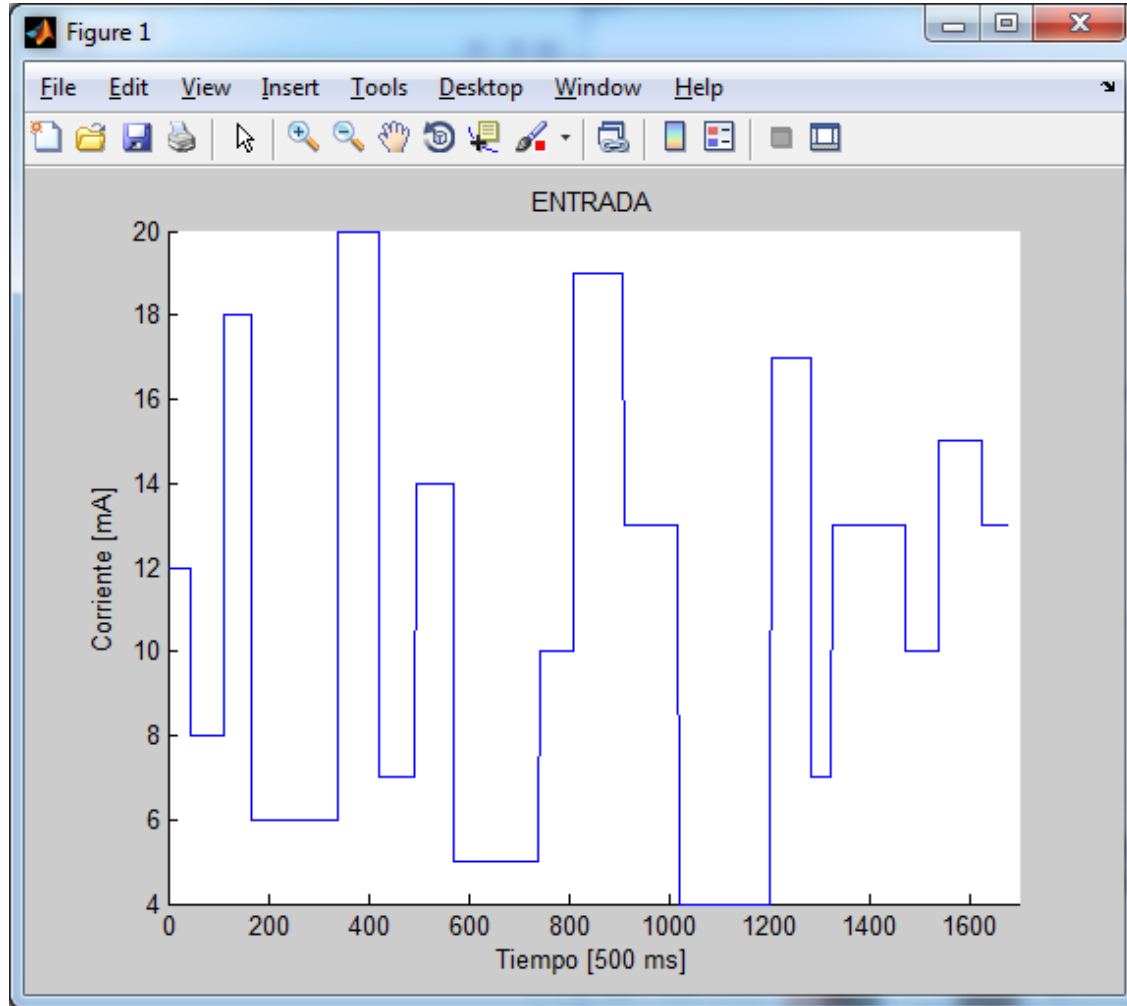 Figure 1
File Edit View Insert Tools Desktop Window Help
ENTRADA
20
18
16
14
12
10
8
6
4
Corriente [mA]
0 200 400 600 800 1000 1200 1400 1600
Tiempo [500 ms]